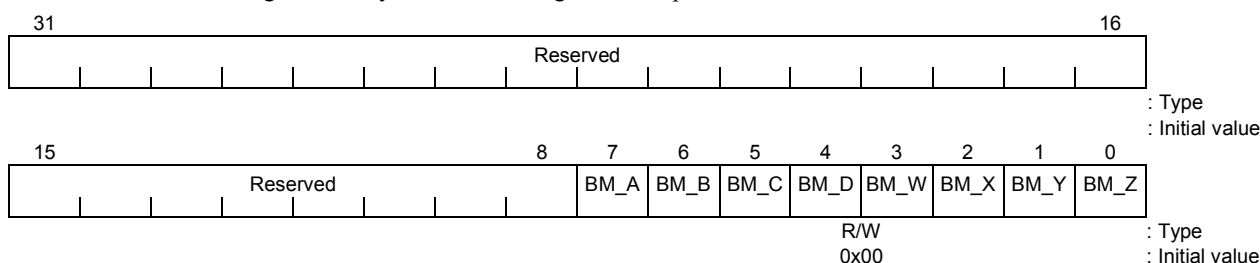 31 16
Reserved
: Type
: Initial value
15 8 7 6 5 4 3 2 1 0
Reserved BM_A BM_B BM_C BM_D BM_W BM_X BM_Y BM_Z
R/W : Type
0x00 : Initial value